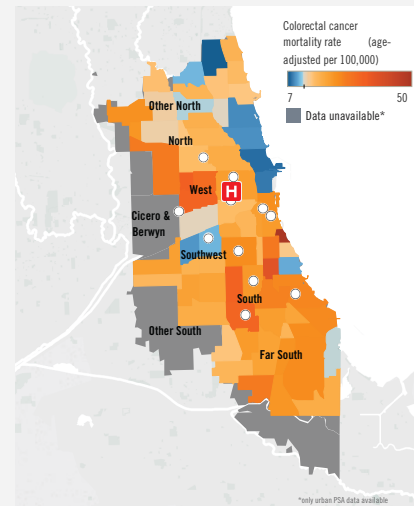 Colorectal cancer
mortality rate (age-
adjusted per 100,000)
7 50
Data unavailable*
Other North
North
West
H
Cicero &
Berwyn
Southwest
South
Other South
Far South
*only urban PSA data available